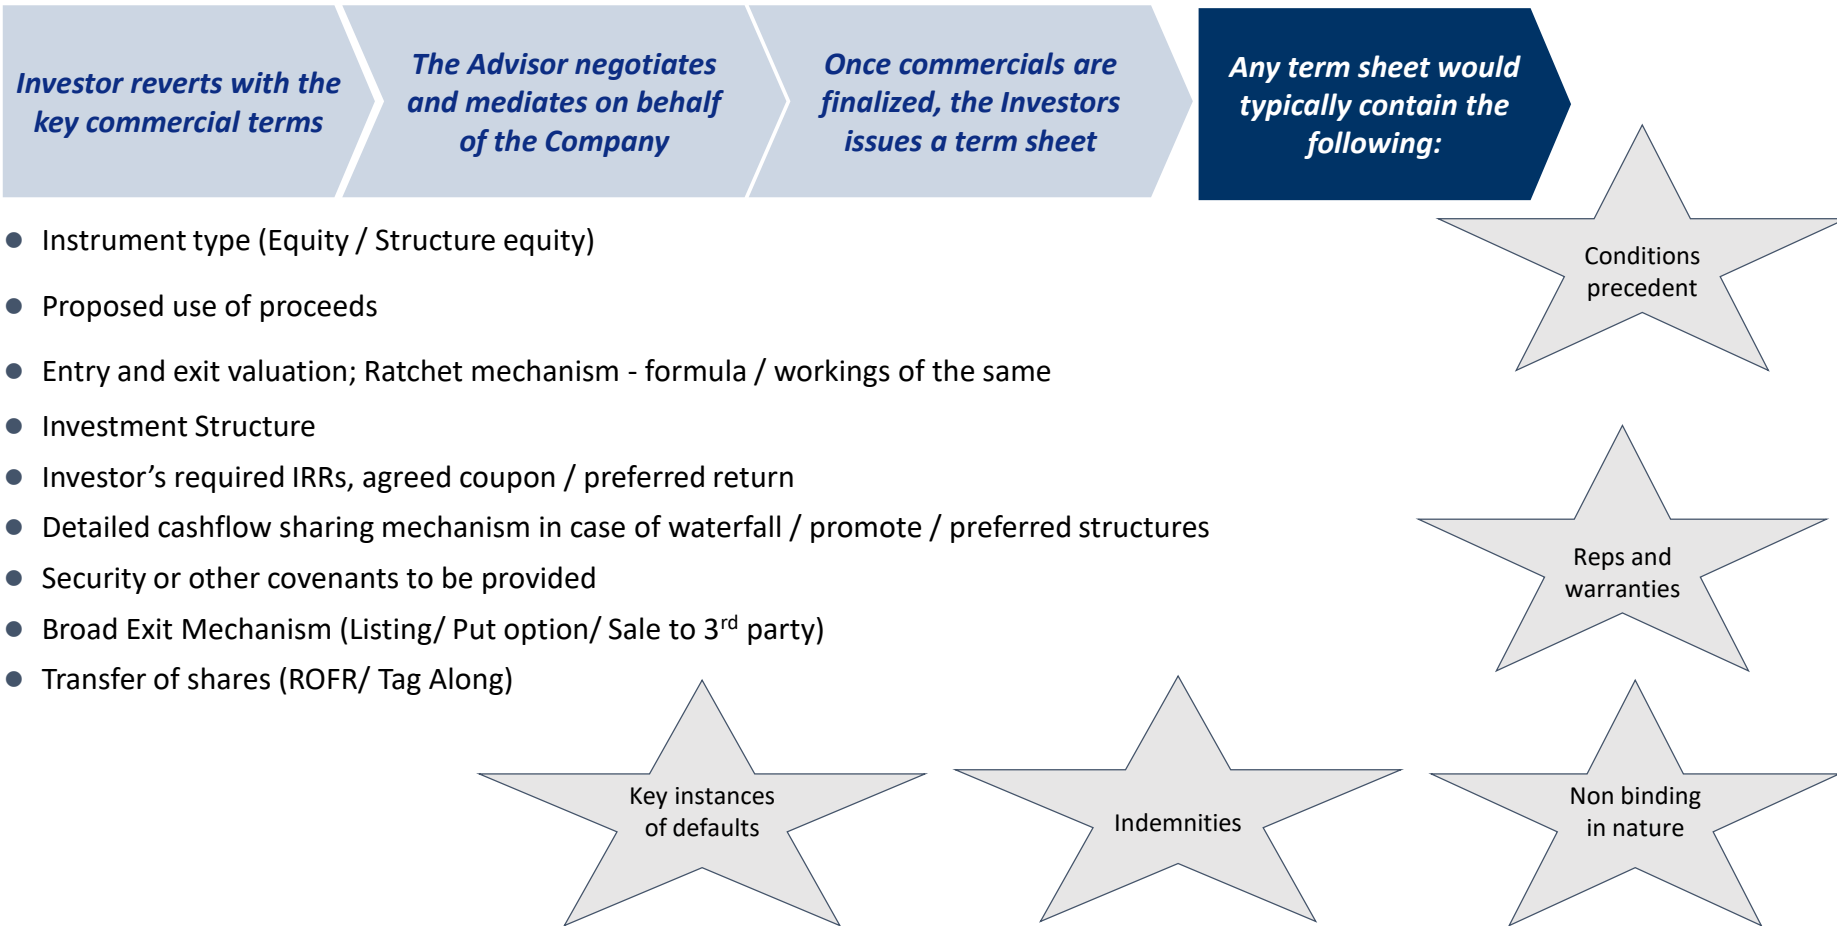 Investor reverts with the
key commercial terms
The Advisor negotiates
and mediates on behalf
of the Company
Once commercials are
finalized, the Investors
issues a term sheet
Any term sheet would
typically contain the
following:
Instrument type (Equity / Structure equity)
Proposed use of proceeds
Entry and exit valuation; Ratchet mechanism - formula / workings of the same
Investment Structure
Investor’s required IRRs, agreed coupon / preferred return
Detailed cashflow sharing mechanism in case of waterfall / promote / preferred structures
Security or other covenants to be provided
Broad Exit Mechanism (Listing/ Put option/ Sale to 3rd party)
Transfer of shares (ROFR/ Tag Along)
Conditions
precedent
Reps and
warranties
Key instances
of defaults
Indemnities
Non binding
in nature